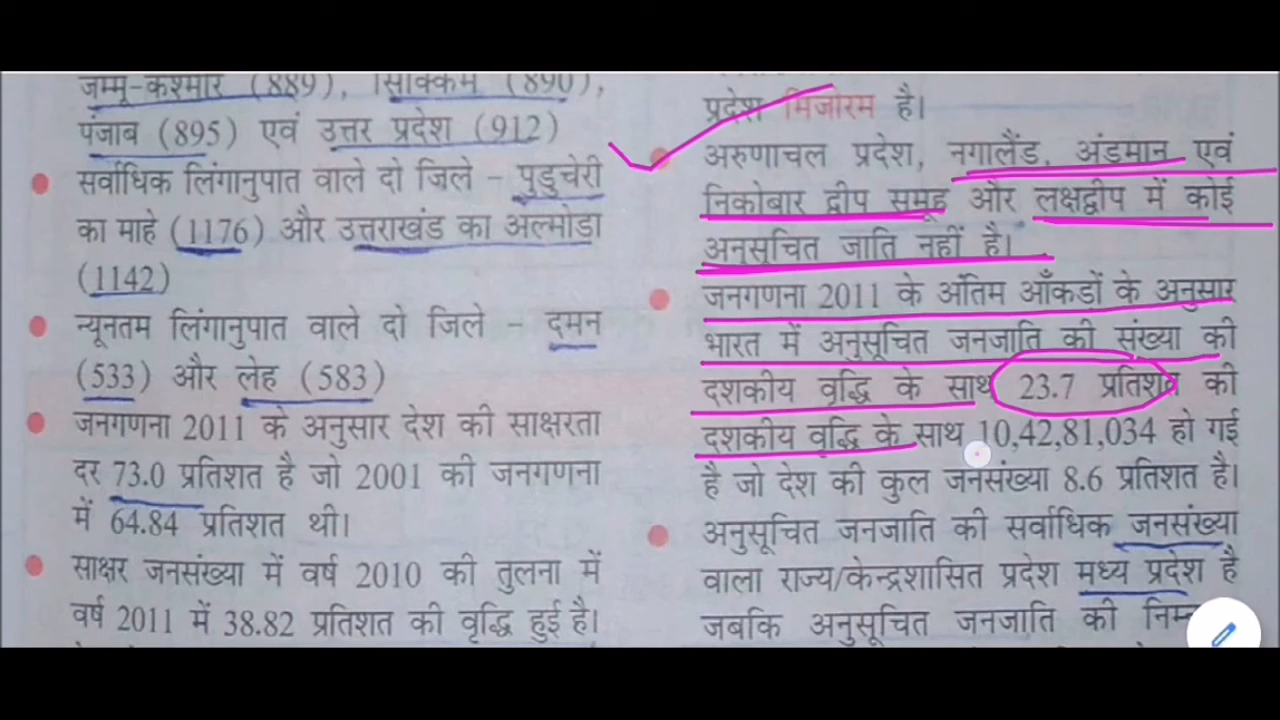 जम्मू-कश्मीर (889), सिक्किम (890),
पंजाब (895) एवं उत्तर प्रदेश (912)
सर्वाधिक लिंगानुपात वाले दो जिले – पुडुचेरी
का माहे (1176) और उत्तराखंड का अल्मोडा
(1142)
न्यूनतम लिंगानुपात वाले दो जिले – दमन
(533) और लेह (583)
जनगणना 2011 के अनुसार देश की साक्षरता
दर 73.0 प्रतिशत है जो 2001 की जनगणना
में 64.84 प्रतिशत थी।
साक्षर जनसंख्या में वर्ष 2010 की तुलना में
वर्ष 2011 में 38.82 प्रतिशत की वृद्धि हुई है।
प्रदेश मिजोरम है।
अरुणाचल प्रदेश, नगालैंड, अंडमान एवं
निकोबार द्वीप समूह और लक्षद्वीप में कोई
अनुसूचित जाति नहीं है।
जनगणना 2011 के अंतिम आँकडों के अनुसार
भारत में अनुसूचित जनजाति की संख्या की
दशकीय वृद्धि के साथ 23.7 प्रतिशत की
दशकीय वृद्धि के साथ 10,42,81,034 हो गई
है जो देश की कुल जनसंख्या 8.6 प्रतिशत है।
अनुसूचित जनजाति की सर्वाधिक जनसंख्या
वाला राज्य/केन्द्रशासित प्रदेश मध्य प्रदेश है
जबकि अनुसूचित जनजाति की